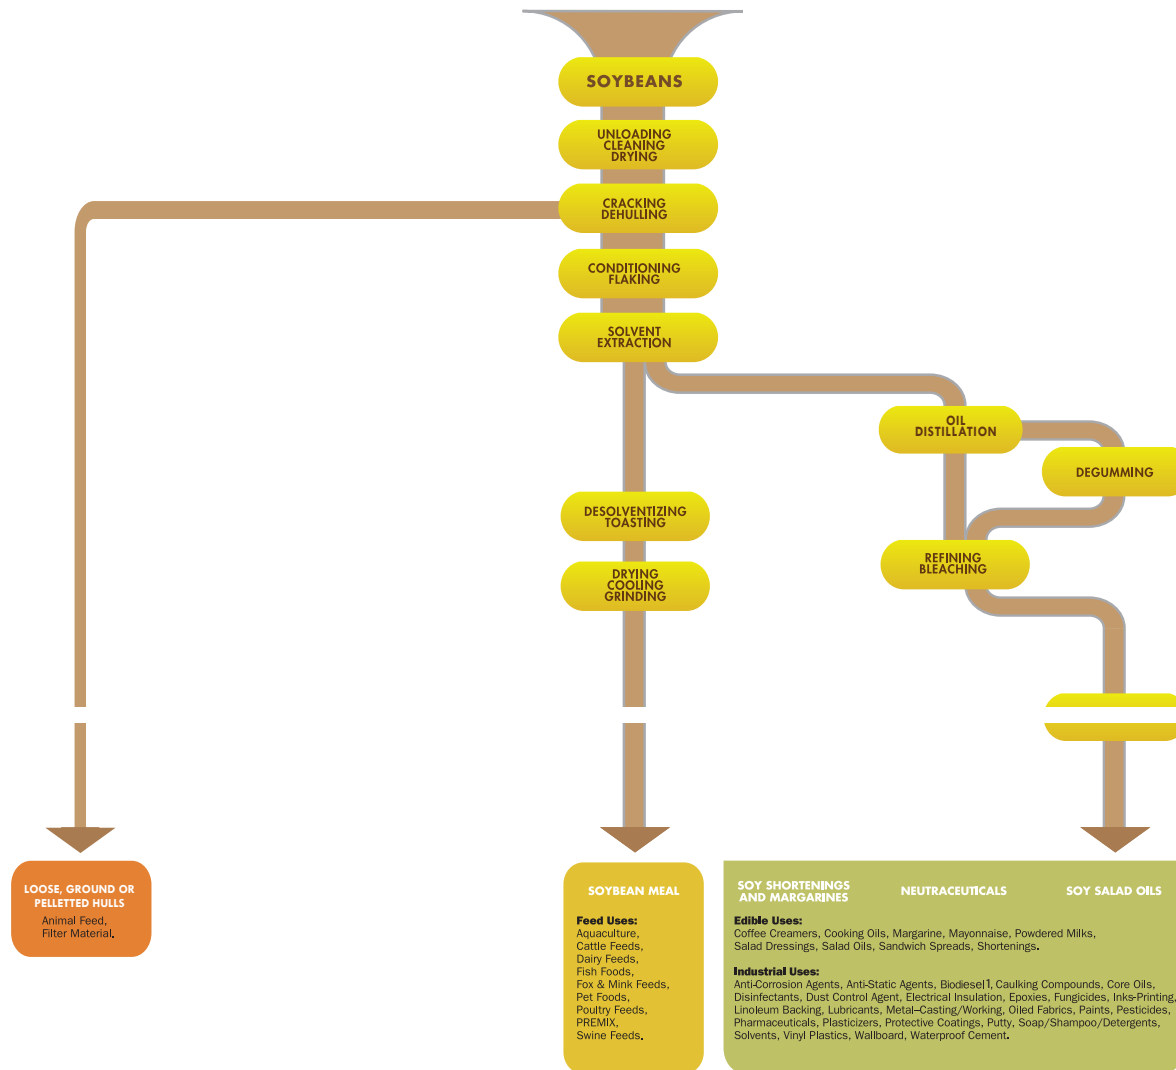 SOYBEANS
UNLOADING
CLEANING
DRYING
CRACKING
DEHULLING
CONDITIONING
FLAKING
SOLVENT
EXTRACTION
OIL
DISTILLATION
DEGUMMING
DESOLVENTIZING
TOASTING
REFINING
BLEACHING
DRYING
COOLING
GRINDING
LOOSE, GROUND OR
PELLETTED HULLS
Animal Feed,
Filter Material.
SOYBEAN MEAL
Feed Uses:
Aquaculture,
Cattle Feeds,
Dairy Feeds,
Fish Foods,
Fox & Mink Feeds,
Pet Foods,
Poultry Feeds,
PREMIX,
Swine Feeds.
SOY SHORTENINGS
AND MARGARINES
NEUTRACEUTICALS
SOY SALAD OILS
Edible Uses:
Coffee Creamers, Cooking Oils, Margarine, Mayonnaise, Powdered Milks,
Salad Dressings, Salad Oils, Sandwich Spreads, Shortenings.
Industrial Uses:
Anti-Corrosion Agents, Anti-Static Agents, Biodiesel1, Caulking Compounds, Core Oils,
Disinfectants, Dust Control Agent, Electrical Insulation, Epoxies, Fungicides, Inks-Printing,
Linoleum Backing, Lubricants, Metal–Casting/Working, Oiled Fabrics, Paints, Pesticides,
Pharmaceuticals, Plasticizers, Protective Coatings, Putty, Soap/Shampoo/Detergents,
Solvents, Vinyl Plastics, Wallboard, Waterproof Cement.